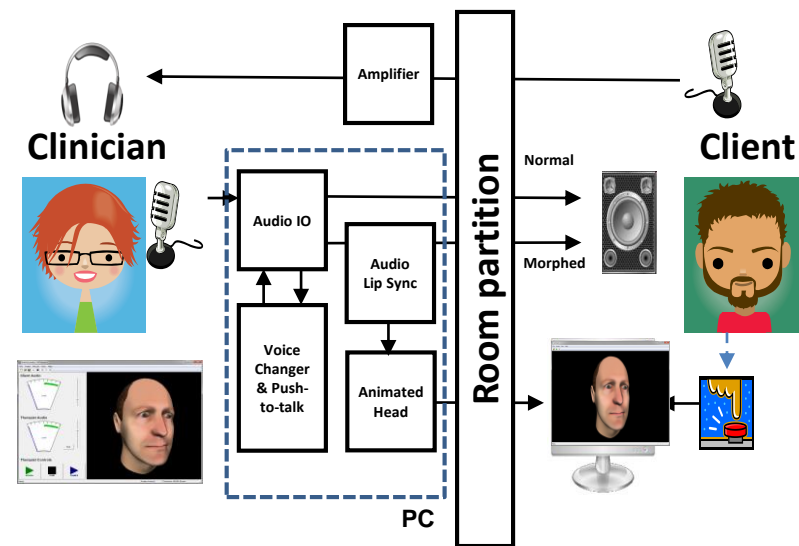 Amplifier
Clinician
Client
Normal
Audio IO
Room partition
Audio
Lip Sync
Morphed
Voice
Changer
& Push-
to-talk
Animated
Head
PC